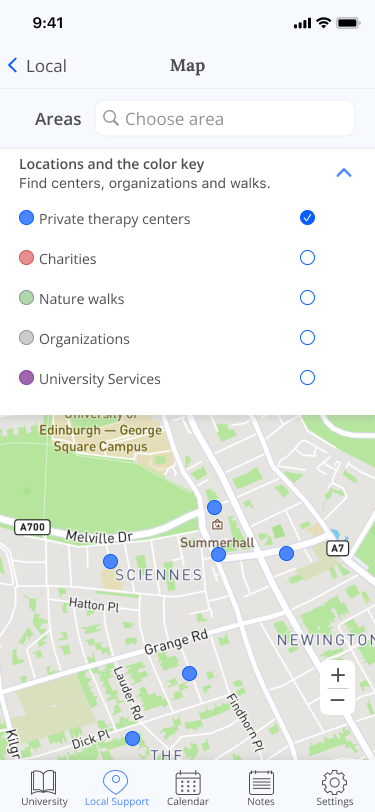 9:41
Local
Map
Areas
Choose area
Locations and the color key
Find centers, organizations and walks.
Private therapy centers
Charities
Nature walks
Organizations
University Services
University of
Edinburgh — George
Square Campus
A700
Melville Dr
Summerhall
A7
SCIENNES
Hatton Pl
Grange Rd
NEWINGTON
Lauder Rd
Findhorn Pl
Dick Pl
THE
+
−
University
Local Support
Calendar
Notes
Settings